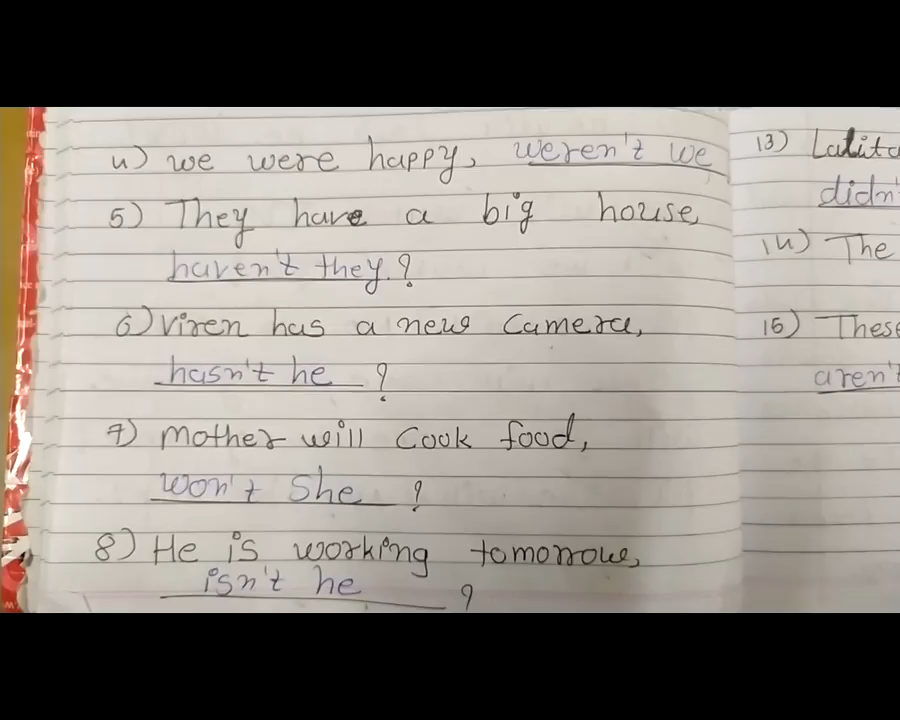 4) we were happy, weren't we
5) They have a big house
haven't they.?
6) Viren has a new camera,
hasn't he ?
7) Mother will cook food,
won't she ?
8) He is working tomorrow,
isn't he ?
13) Lalita
didn'
14) The
15) These
aren't